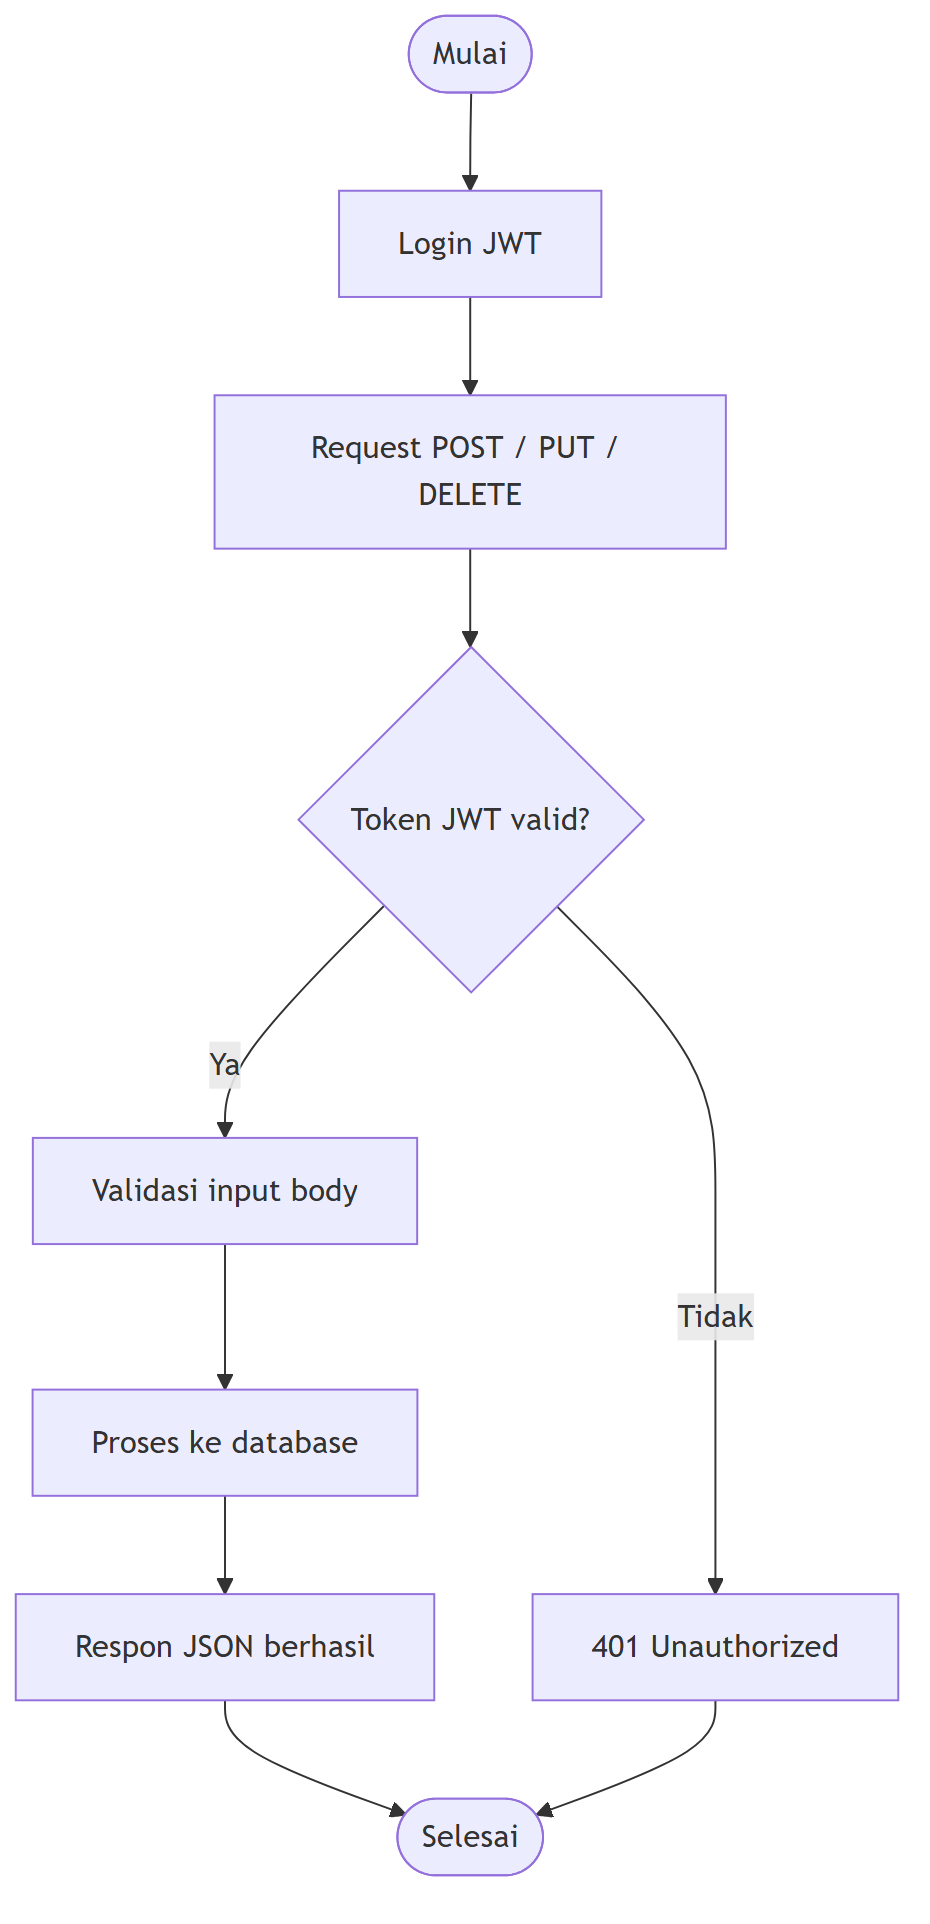 Mulai
Login JWT
Request POST / PUT /
DELETE
Token JWT valid?
Ya
Validasi input body
Tidak
Proses ke database
Respon JSON berhasil
401 Unauthorized
Selesai